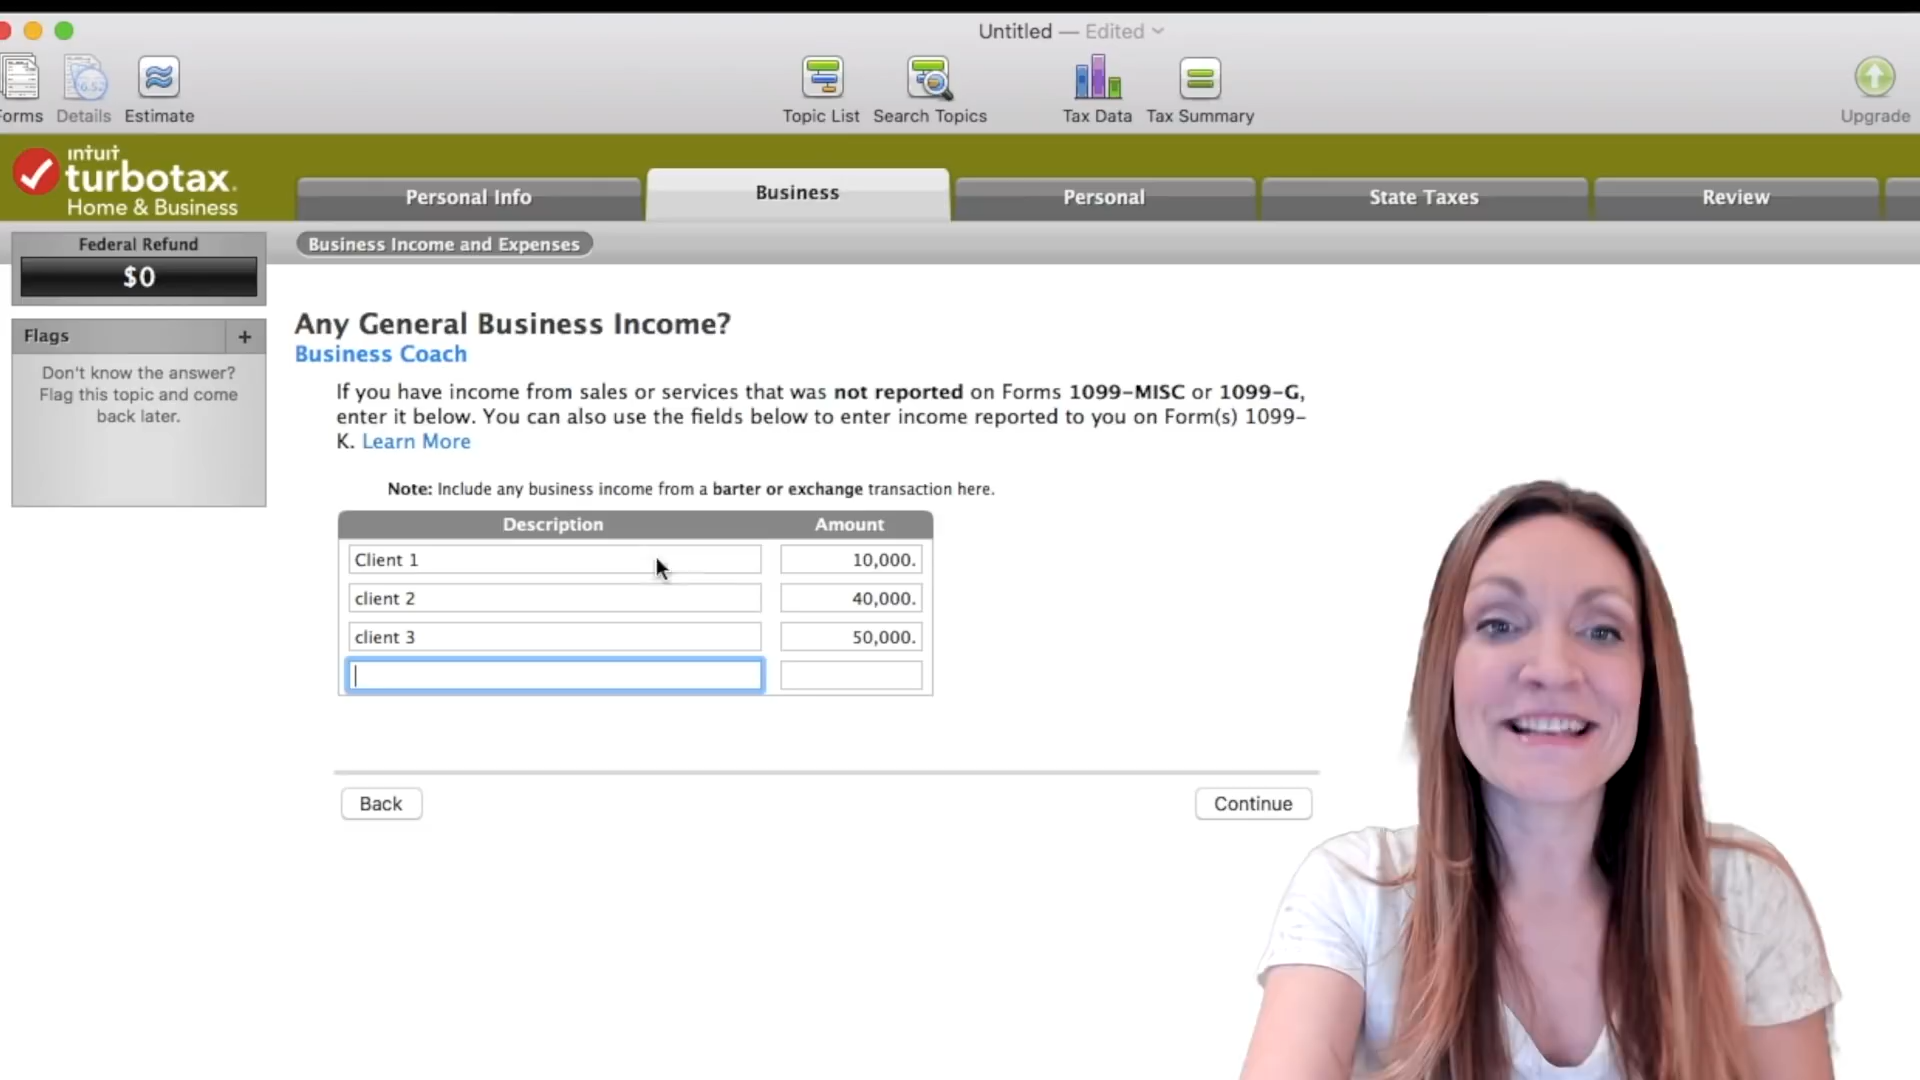 Untitled — Edited
orms Details Estimate Topic List Search Topics Tax Data Tax Summary Upgrade
intuit
turbotax.
Home & Business
Personal Info Business Personal State Taxes Review
Federal Refund
$0
Business Income and Expenses
Flags +
Don't know the answer?
Flag this topic and come
back later.
Any General Business Income?
Business Coach
If you have income from sales or services that was not reported on Forms 1099-MISC or 1099-G,
enter it below. You can also use the fields below to enter income reported to you on Form(s) 1099-
K. Learn More
Note: Include any business income from a barter or exchange transaction here.
Description Amount
Client 1 10,000.
client 2 40,000.
client 3 50,000.
Back Continue